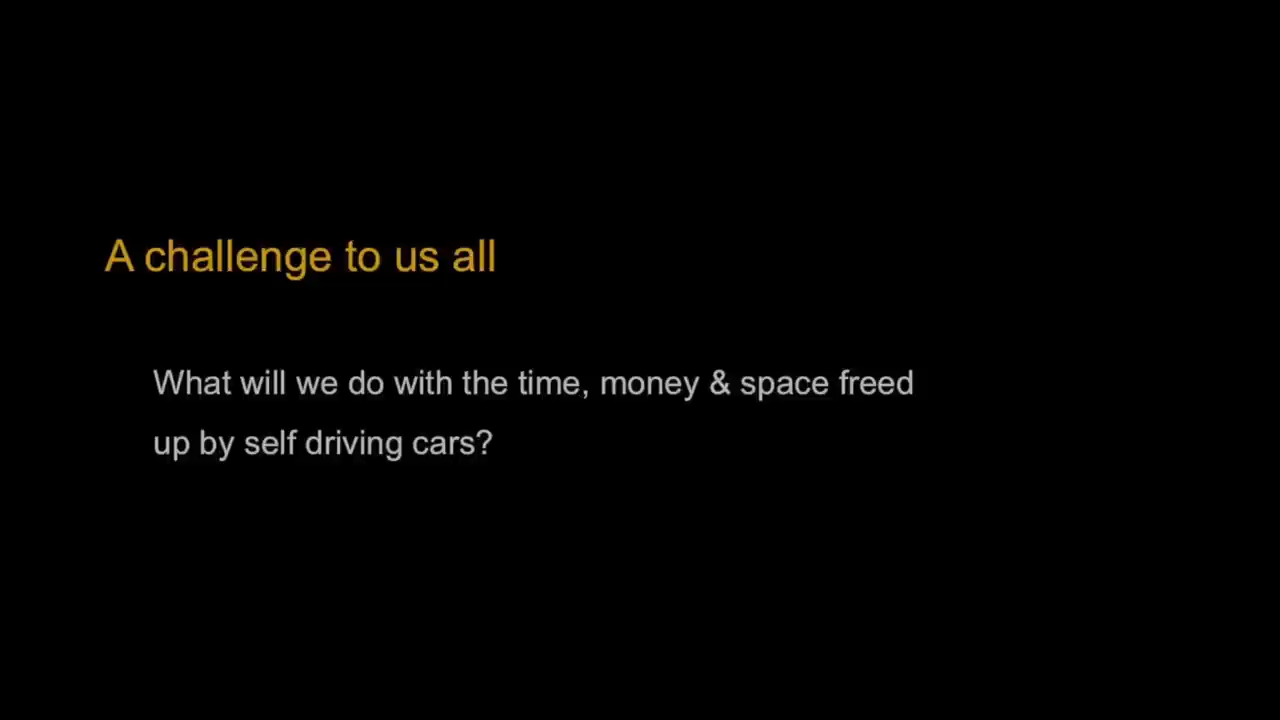 A challenge to us all
What will we do with the time, money & space freed
up by self driving cars?